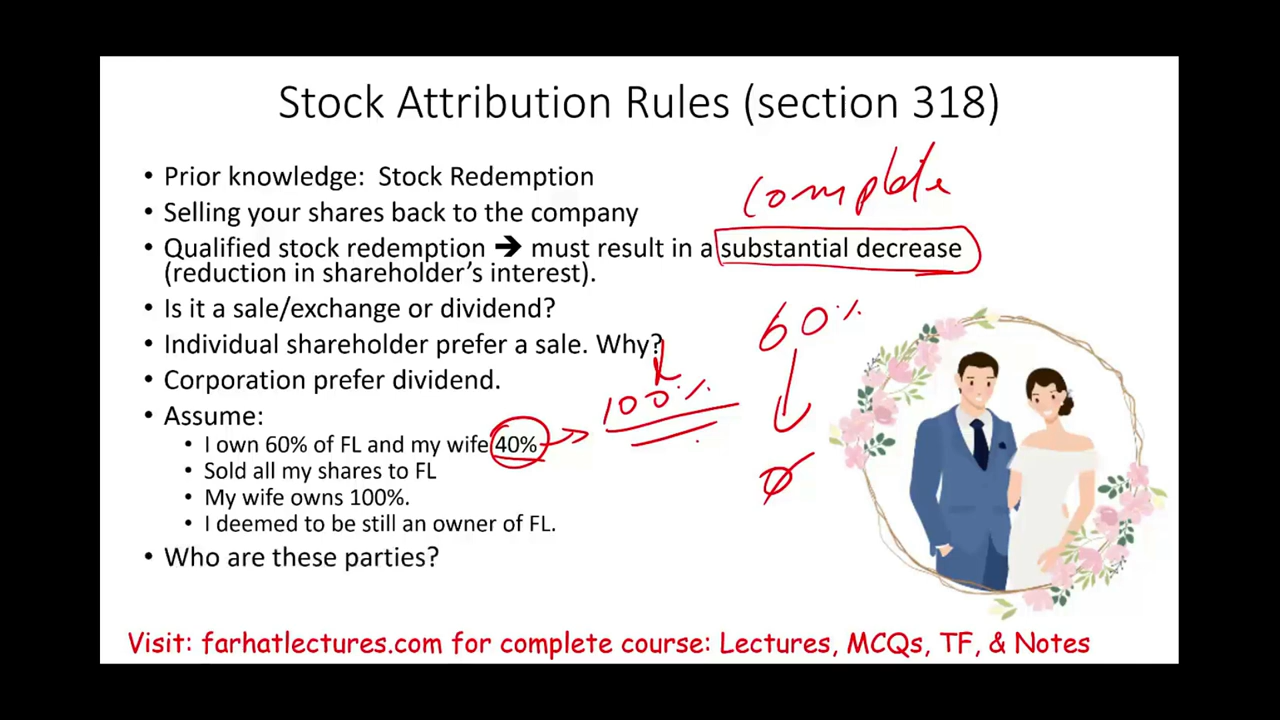 Stock Attribution Rules (section 318)
• Prior knowledge: Stock Redemption
complete
• Selling your shares back to the company
• Qualified stock redemption ➔ must result in a substantial decrease
(reduction in shareholder's interest).
• Is it a sale/exchange or dividend?
60%
• Individual shareholder prefer a sale. Why?
• Corporation prefer dividend.
100%
• Assume:
• I own 60% of FL and my wife 40%
• Sold all my shares to FL
• My wife owns 100%.
• I deemed to be still an owner of FL.
• Who are these parties?
Visit: farhatlectures.com for complete course: Lectures, MCQs, TF, & Notes